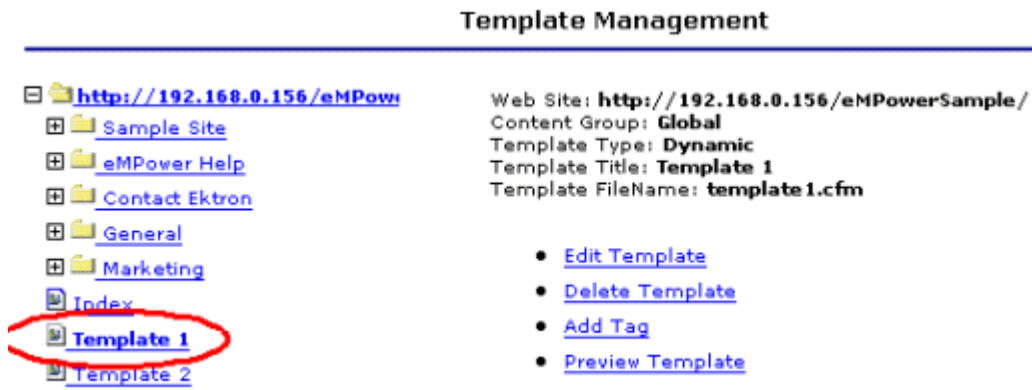 Template Management
http://192.168.0.156/eMPow
Sample Site
eMPower Help
Contact Ektron
General
Marketing
Index
Template 1
Template 2
Web Site: http://192.168.0.156/eMPowerSample/
Content Group: Global
Template Type: Dynamic
Template Title: Template 1
Template FileName: template1.cfm
Edit Template
Delete Template
Add Tag
Preview Template